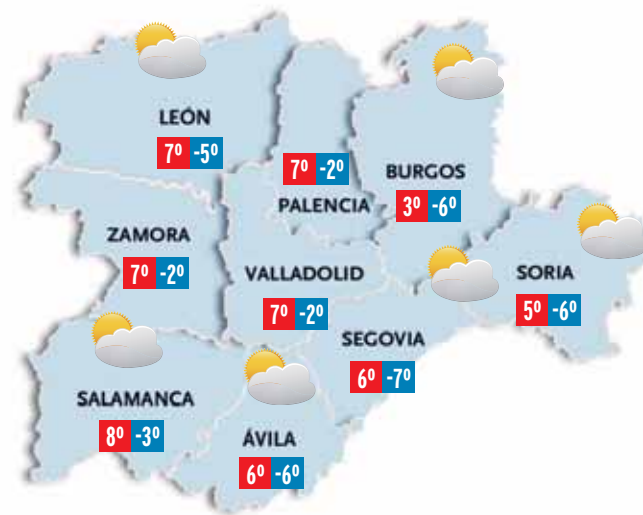 LEÓN
7º -5º
7º -2º
PALENCIA
BURGOS
3º -6º
ZAMORA
7º -2º
VALLADOLID
7º -2º
SORIA
5º -6º
SEGOVIA
6º -7º
SALAMANCA
8º -3º
ÁVILA
6º -6º